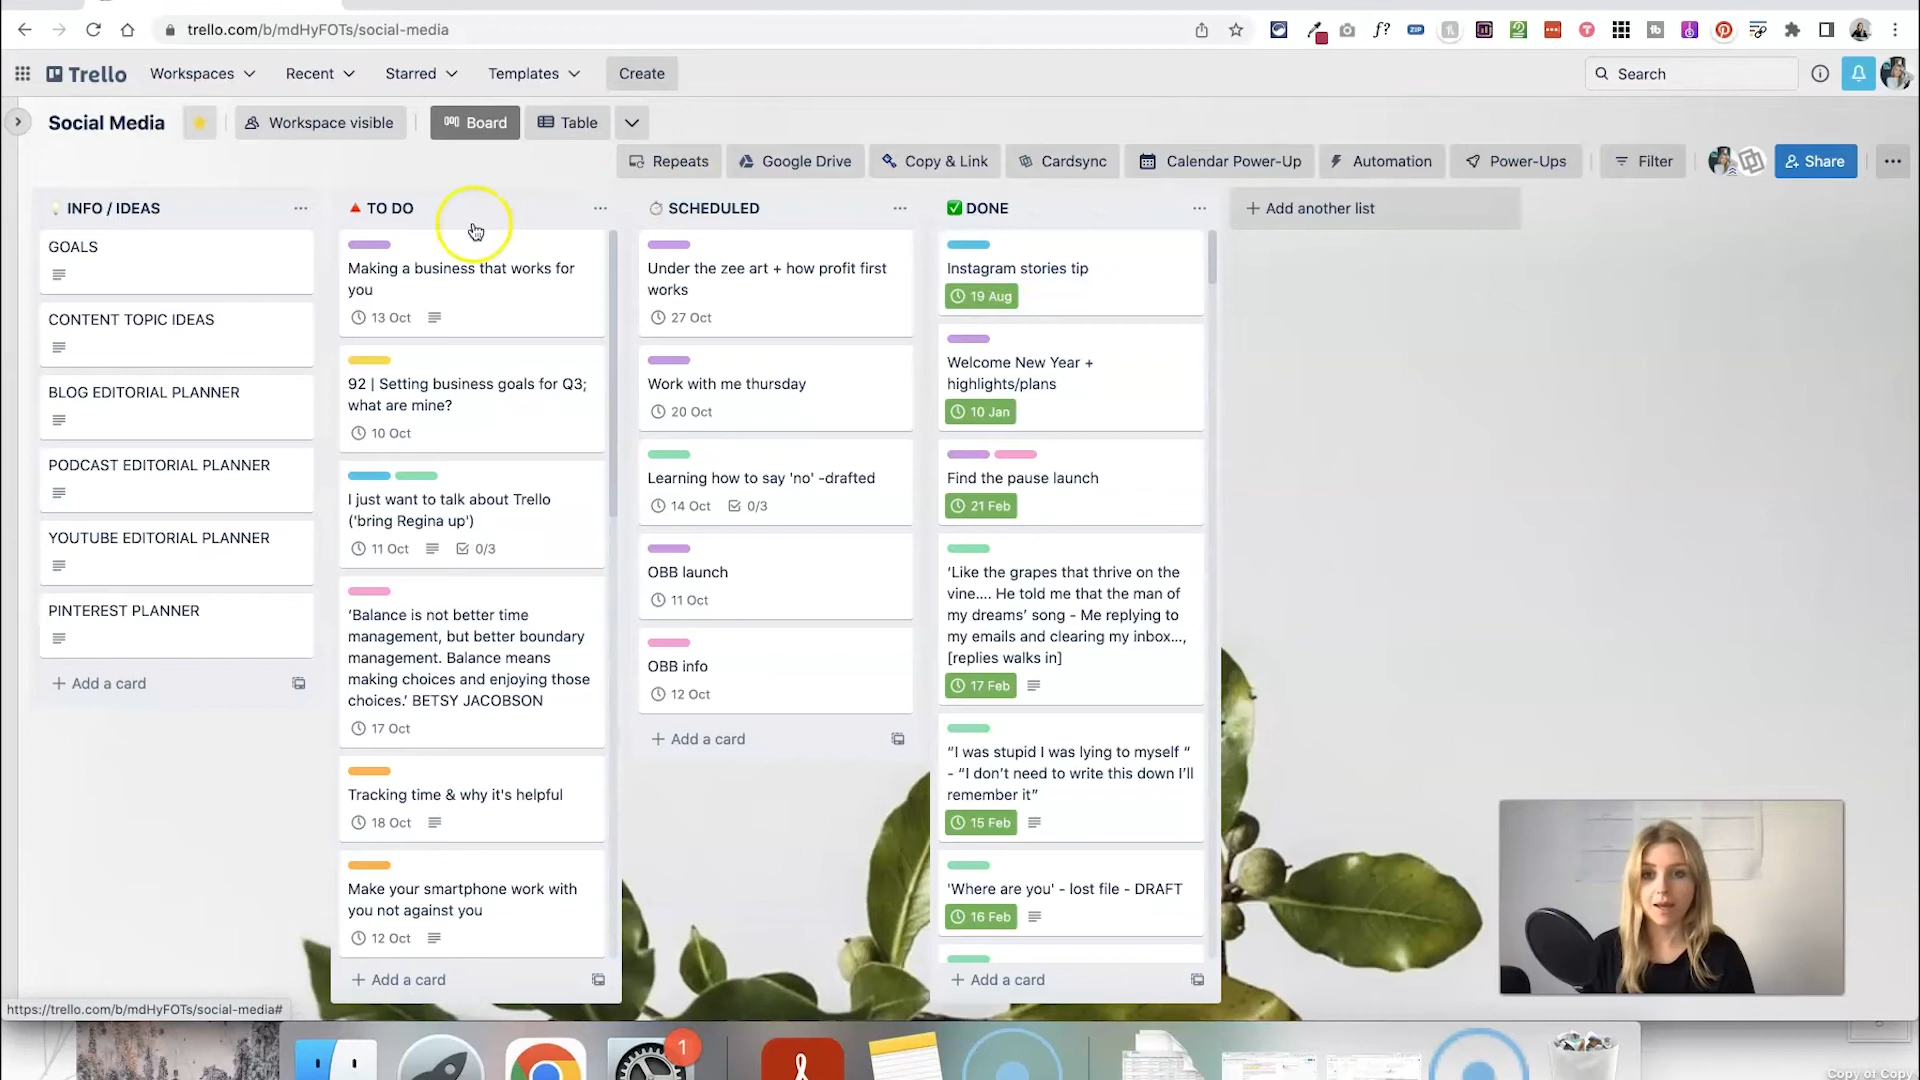 trello.com/b/mdHyFOTs/social-media
f?
ZIP
Trello
Workspaces
Recent
Starred
Templates
Create
Search
Social Media
Workspace visible
Board
Table
Repeats
Google Drive
Copy & Link
Cardsync
Calendar Power-Up
Automation
Power-Ups
Filter
Share
INFO / IDEAS
GOALS
CONTENT TOPIC IDEAS
BLOG EDITORIAL PLANNER
PODCAST EDITORIAL PLANNER
YOUTUBE EDITORIAL PLANNER
PINTEREST PLANNER
+ Add a card
TO DO
Making a business that works for
you
13 Oct
92 | Setting business goals for Q3;
what are mine?
10 Oct
I just want to talk about Trello
('bring Regina up')
11 Oct
0/3
‘Balance is not better time
management, but better boundary
management. Balance means
making choices and enjoying those
choices.’ BETSY JACOBSON
17 Oct
Tracking time & why it's helpful
18 Oct
Make your smartphone work with
you not against you
12 Oct
+ Add a card
SCHEDULED
Under the zee art + how profit first
works
27 Oct
Work with me thursday
20 Oct
Learning how to say 'no' -drafted
14 Oct
0/3
OBB launch
11 Oct
OBB info
12 Oct
+ Add a card
DONE
Instagram stories tip
19 Aug
Welcome New Year +
highlights/plans
10 Jan
Find the pause launch
21 Feb
‘Like the grapes that thrive on the
vine.... He told me that the man of
my dreams’ song - Me replying to
my emails and clearing my inbox...,
[replies walks in]
17 Feb
“I was stupid I was lying to myself “
- “I don’t need to write this down I’ll
remember it”
15 Feb
'Where are you' - lost file - DRAFT
16 Feb
+ Add a card
+ Add another list
https://trello.com/b/mdHyFOTs/social-media#
1
Copy of Copy